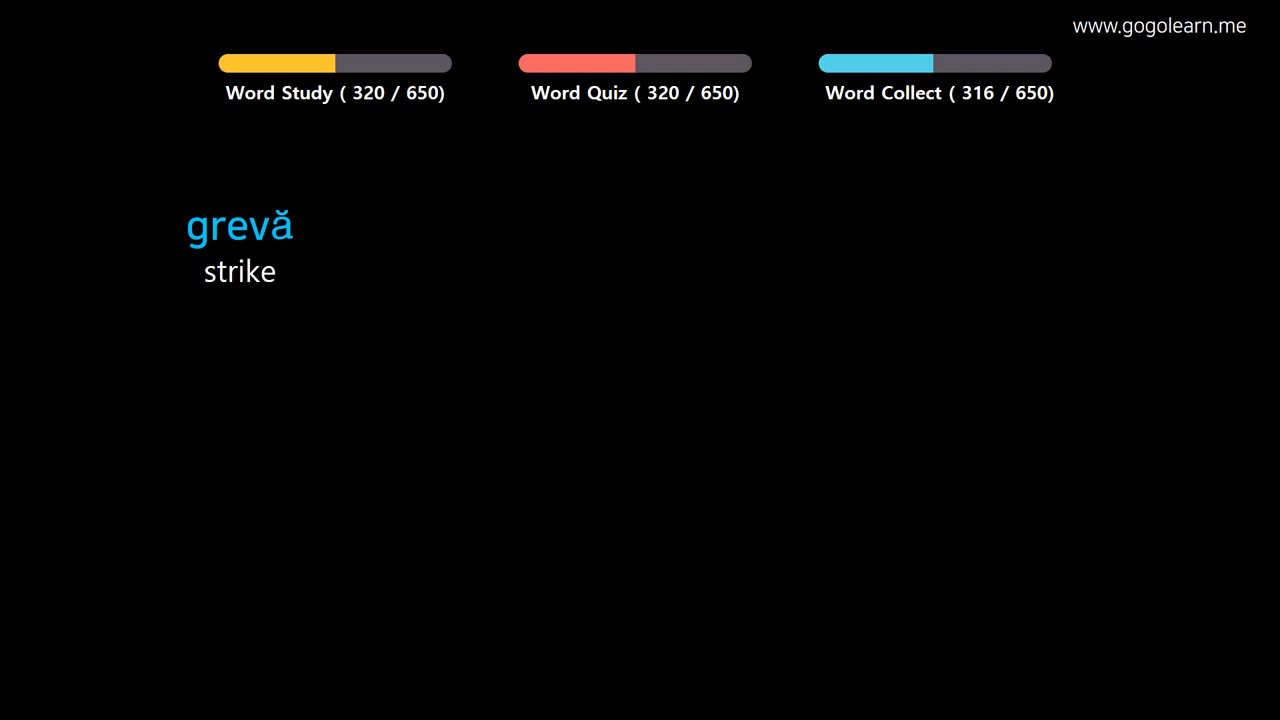 www.gogolearn.me
Word Study ( 320 / 650)
Word Quiz ( 320 / 650)
Word Collect ( 316 / 650)
grevă
strike